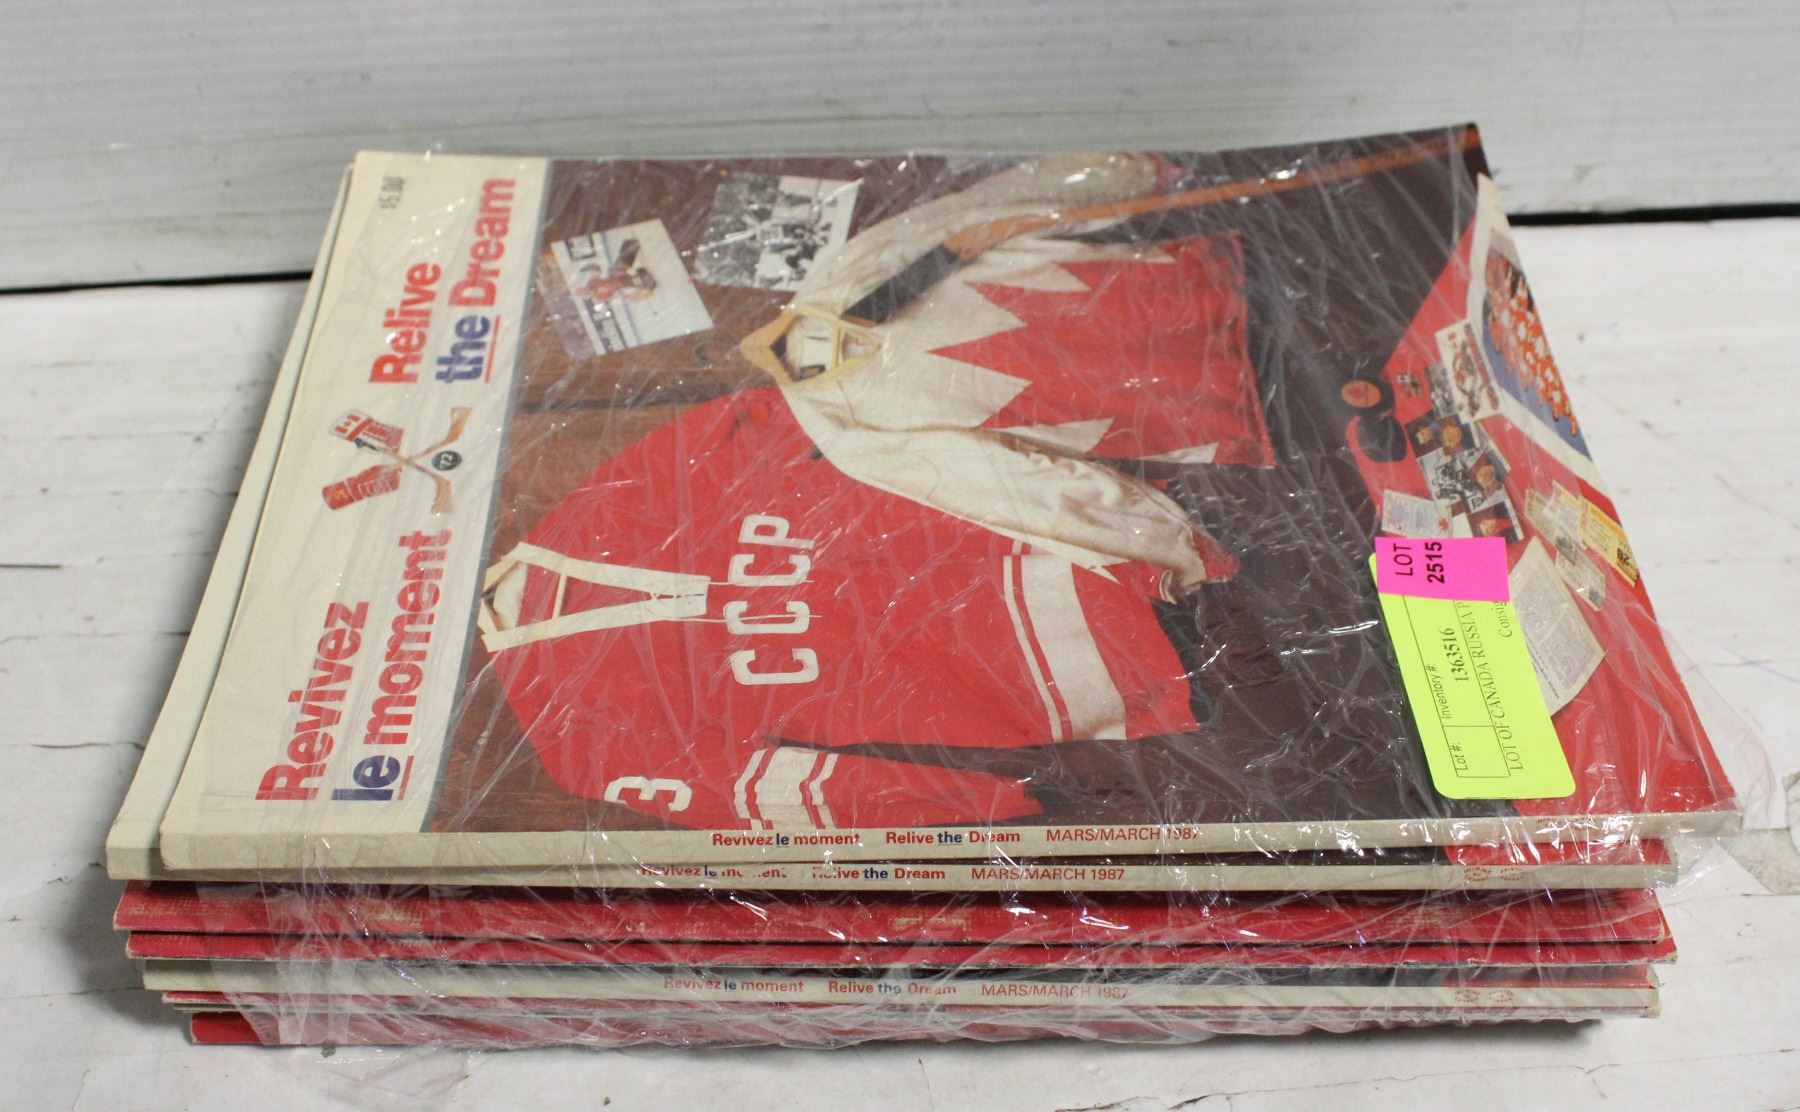 $5.00
Revivez
le moment
'72
Relive
the Dream
CCCP
3
LOT
2515
Lot #:
Inventory #:
1363516
LOT OF CANADA RUSSIA P
Consig
Revivez le moment Relive the Dream MARS/MARCH 1987
Revivez le moment Relive the Dream MARS/MARCH 1987
Revivez le moment Relive the Dream MARS/MARCH 1987